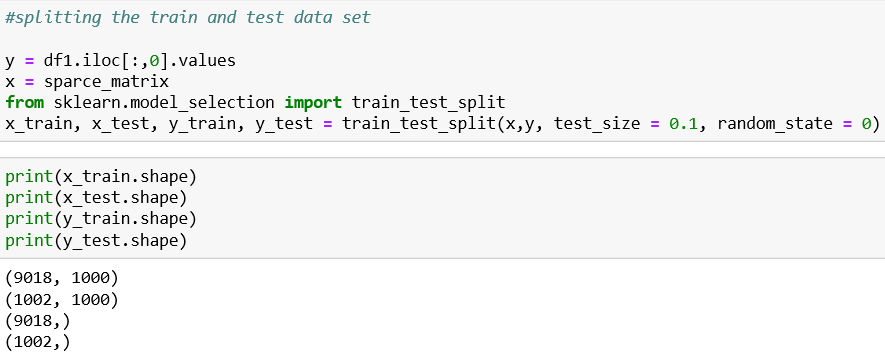 #splitting the train and test data set
y = df1.iloc[:,0].values
x = sparce_matrix
from sklearn.model_selection import train_test_split
x_train, x_test, y_train, y_test = train_test_split(x,y, test_size = 0.1, random_state = 0)
print(x_train.shape)
print(x_test.shape)
print(y_train.shape)
print(y_test.shape)
(9018, 1000)
(1002, 1000)
(9018,)
(1002,)